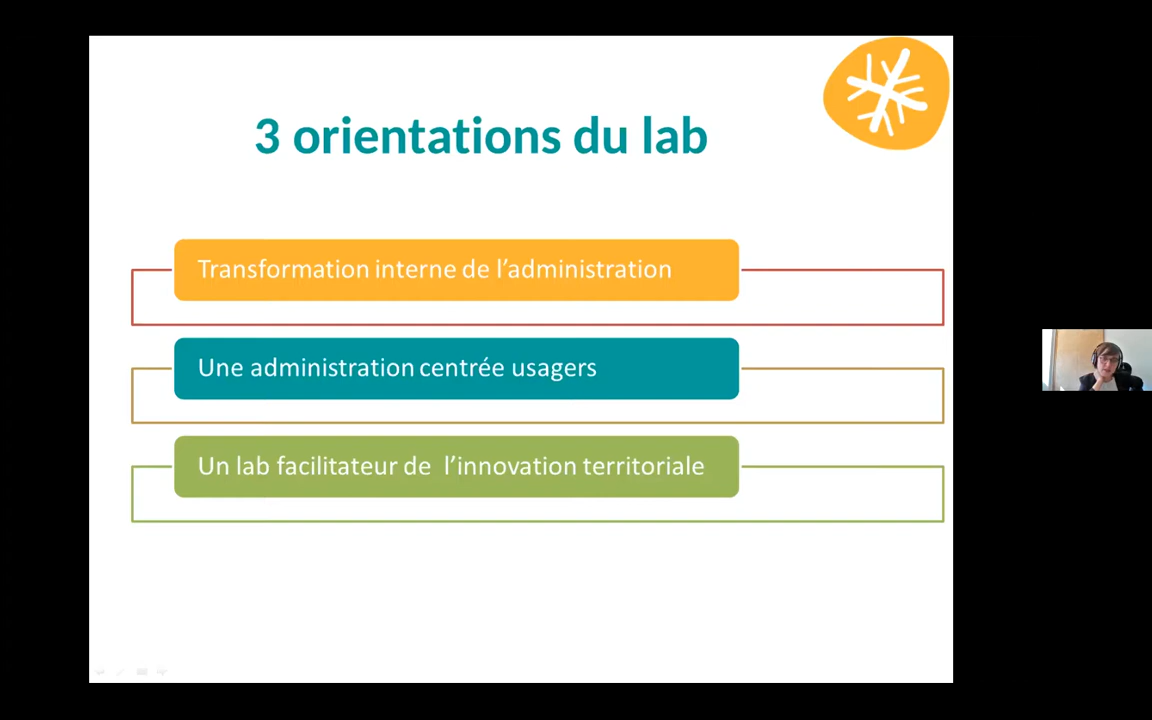 3 orientations du lab
Transformation interne de l’administration
Une administration centrée usagers
Un lab facilitateur de l’innovation territoriale